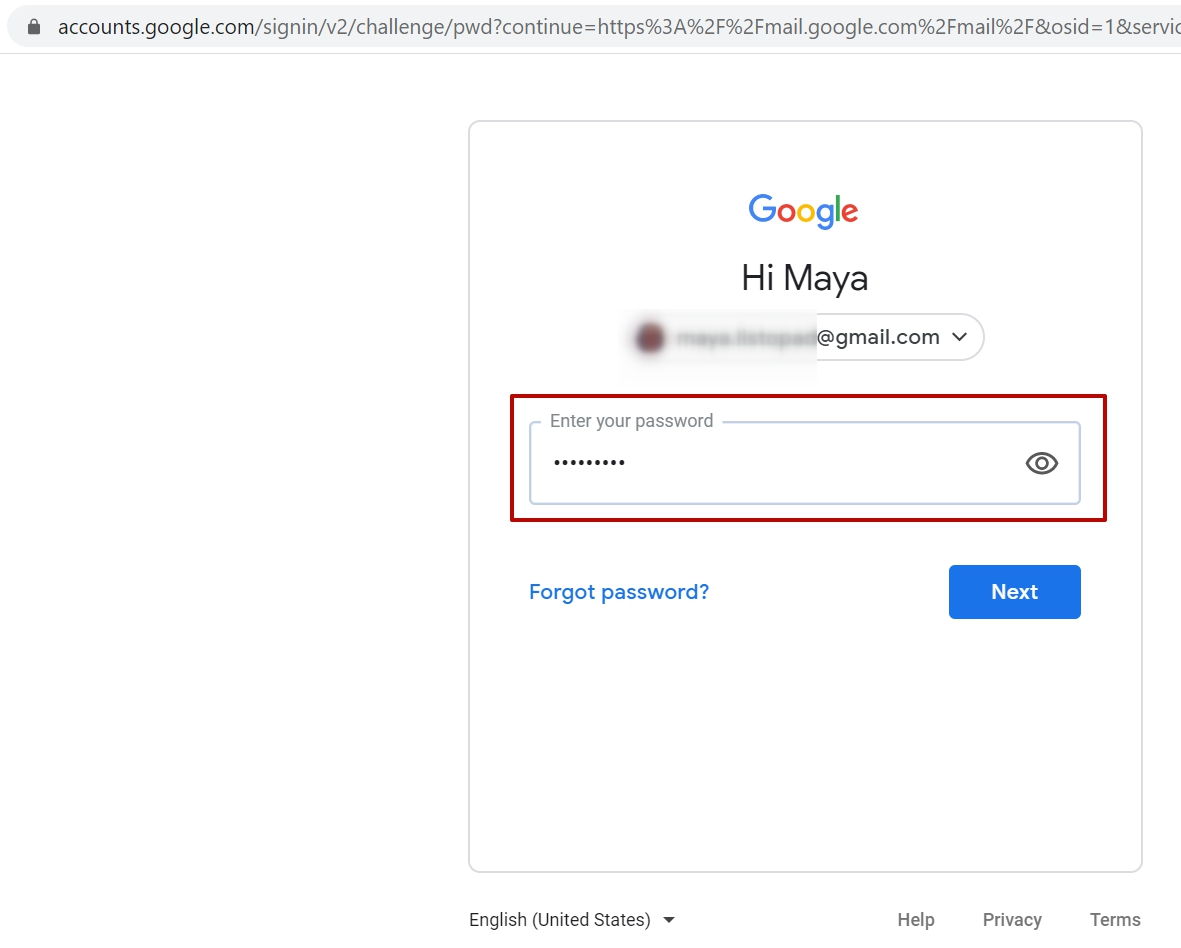 accounts.google.com/signin/v2/challenge/pwd?continue=https%3A%2F%2Fmail.google.com%2Fmail%2F&osid=1&servic
Google
Hi Maya
@gmail.com
Enter your password
•••••••••
Forgot password?
Next
English (United States)
Help Privacy Terms